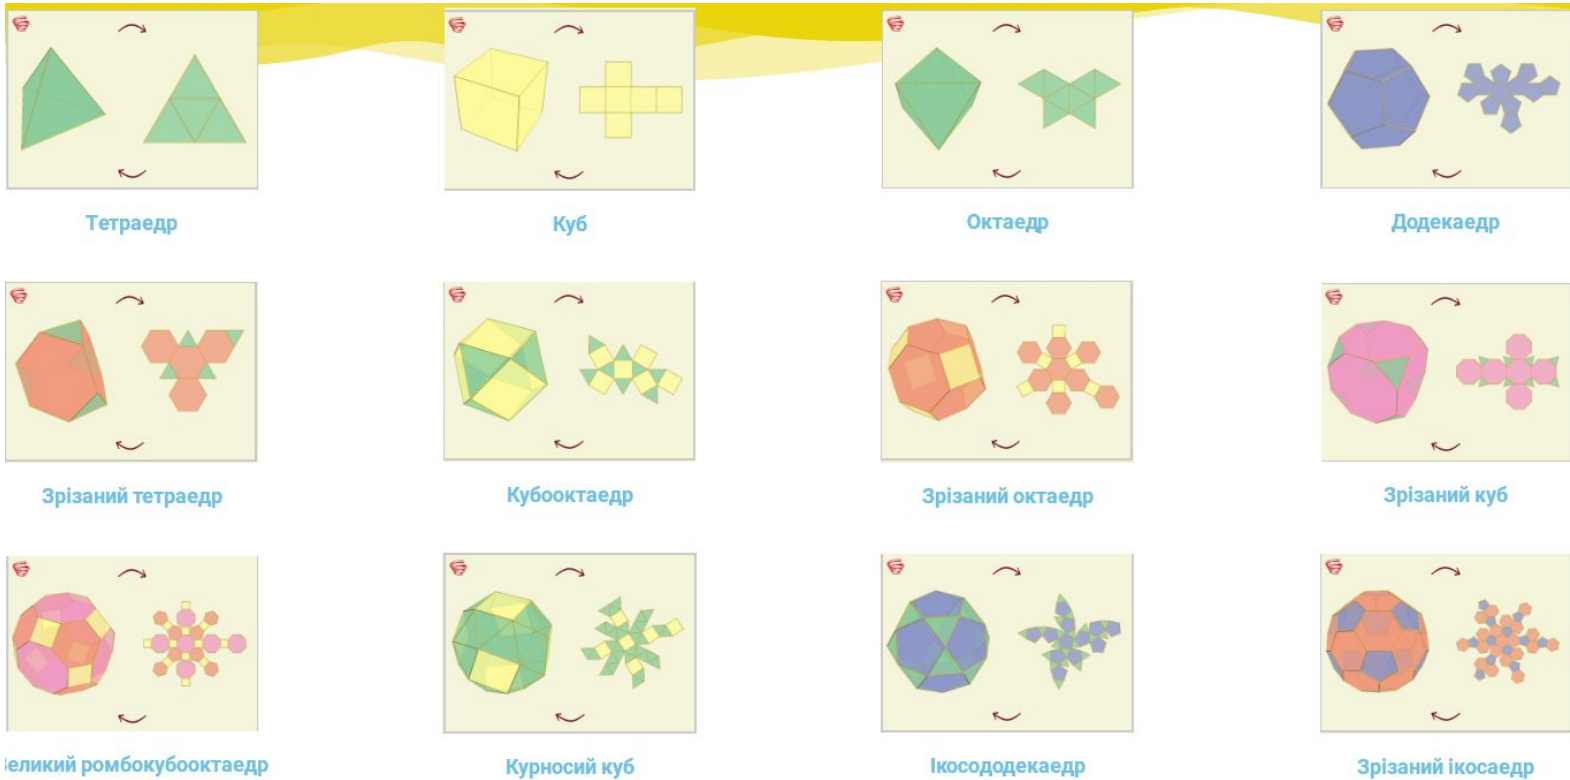 Тетраедр
Куб
Октаедр
Додекаедр
Зрізаний тетраедр
Кубооктаедр
Зрізаний октаедр
Зрізаний куб
ромбокубооктаедр
Курносий куб
Ікосододекаедр
Зрізаний ікосаедр